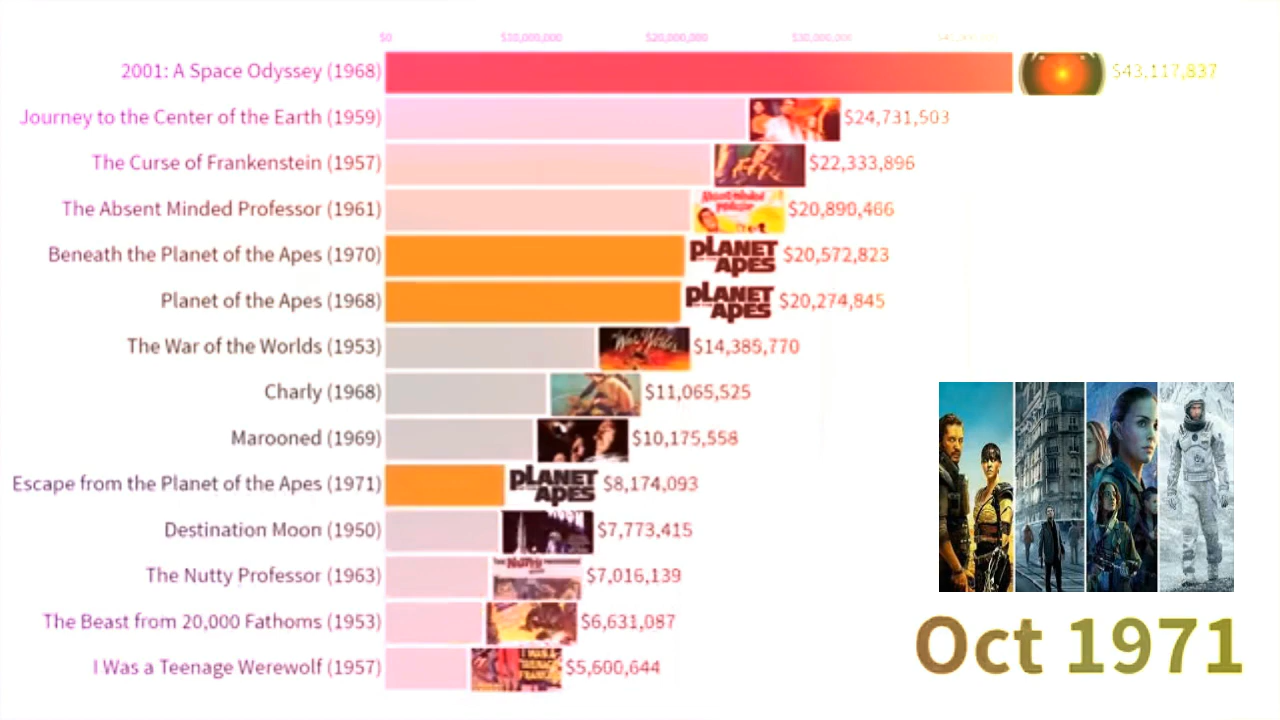 $0 $10,000,000 $20,000,000 $30,000,000 $40,000,000
2001: A Space Odyssey (1968) $43,117,837
Journey to the Center of the Earth (1959) $24,731,503
The Curse of Frankenstein (1957) $22,333,896
The Absent Minded Professor (1961) $20,890,466
Beneath the Planet of the Apes (1970) PLANET APES $20,572,823
Planet of the Apes (1968) PLANET APES $20,274,845
The War of the Worlds (1953) $14,385,770
Charly (1968) $11,065,525
Marooned (1969) $10,175,558
Escape from the Planet of the Apes (1971) PLANET APES $8,174,093
Destination Moon (1950) $7,773,415
The Nutty Professor (1963) $7,016,139
The Beast from 20,000 Fathoms (1953) $6,631,087
I Was a Teenage Werewolf (1957) $5,600,644
Oct 1971